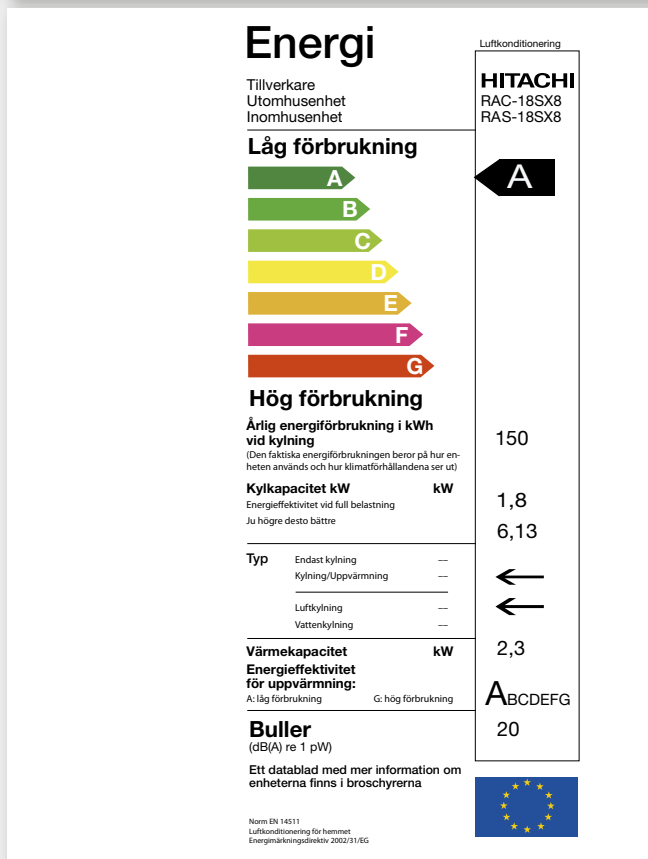 Energi
Luftkonditionering
Tillverkare
HITACHI
Utomhusenhet
RAC-18SX8
Inomhusenhet
RAS-18SX8
Låg förbrukning
A
A
B
C
D
E
F
G
Hög förbrukning
Årlig energiförbrukning i kWh
vid kylning
150
(Den faktiska energiförbrukningen beror på hur en-
heten används och hur klimatförhållandena ser ut)
Kylkapacitet kW kW
1,8
Energieffektivitet vid full belastning
Ju högre desto bättre
6,13
Typ Endast kylning —
Kylning/Uppvärmning —
Luftkylning —
Vattenkylning —
Värmekapacitet kW
2,3
Energieffektivitet
för uppvärmning:
A: låg förbrukning G: hög förbrukning
ABCDEFG
Buller
20
(dB(A) re 1 pW)
Ett datablad med mer information om
enheterna finns i broschyrerna
Norm EN 14511
Luftkonditionering för hemmet
Energimärkningsdirektiv 2002/31/EG